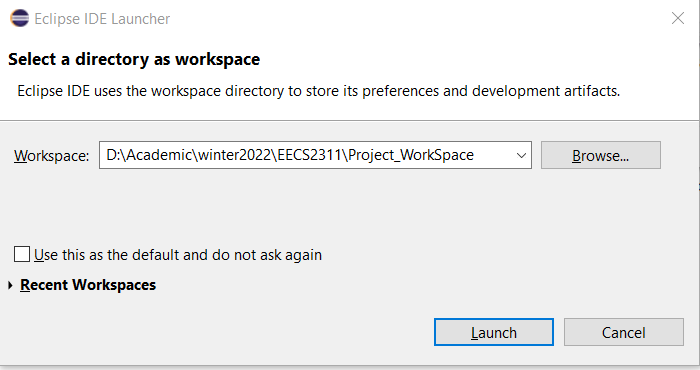 Eclipse IDE Launcher
Select a directory as workspace
Eclipse IDE uses the workspace directory to store its preferences and development artifacts.
Workspace: D:\Academic\winter2022\EECS2311\Project_WorkSpace Browse...
Use this as the default and do not ask again
Recent Workspaces
Launch Cancel